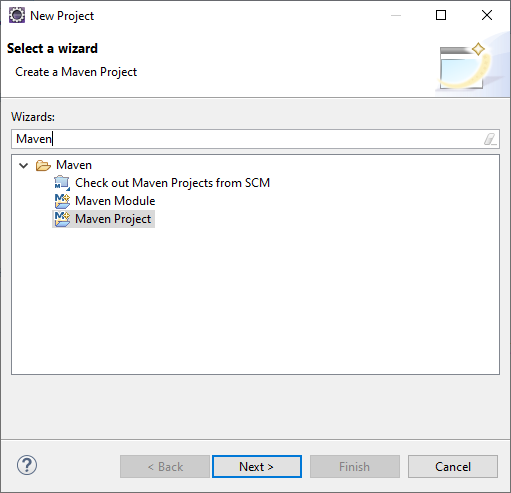 New Project
Select a wizard
Create a Maven Project
Wizards:
Maven
Maven
Check out Maven Projects from SCM
Maven Module
Maven Project
< Back
Next >
Finish
Cancel